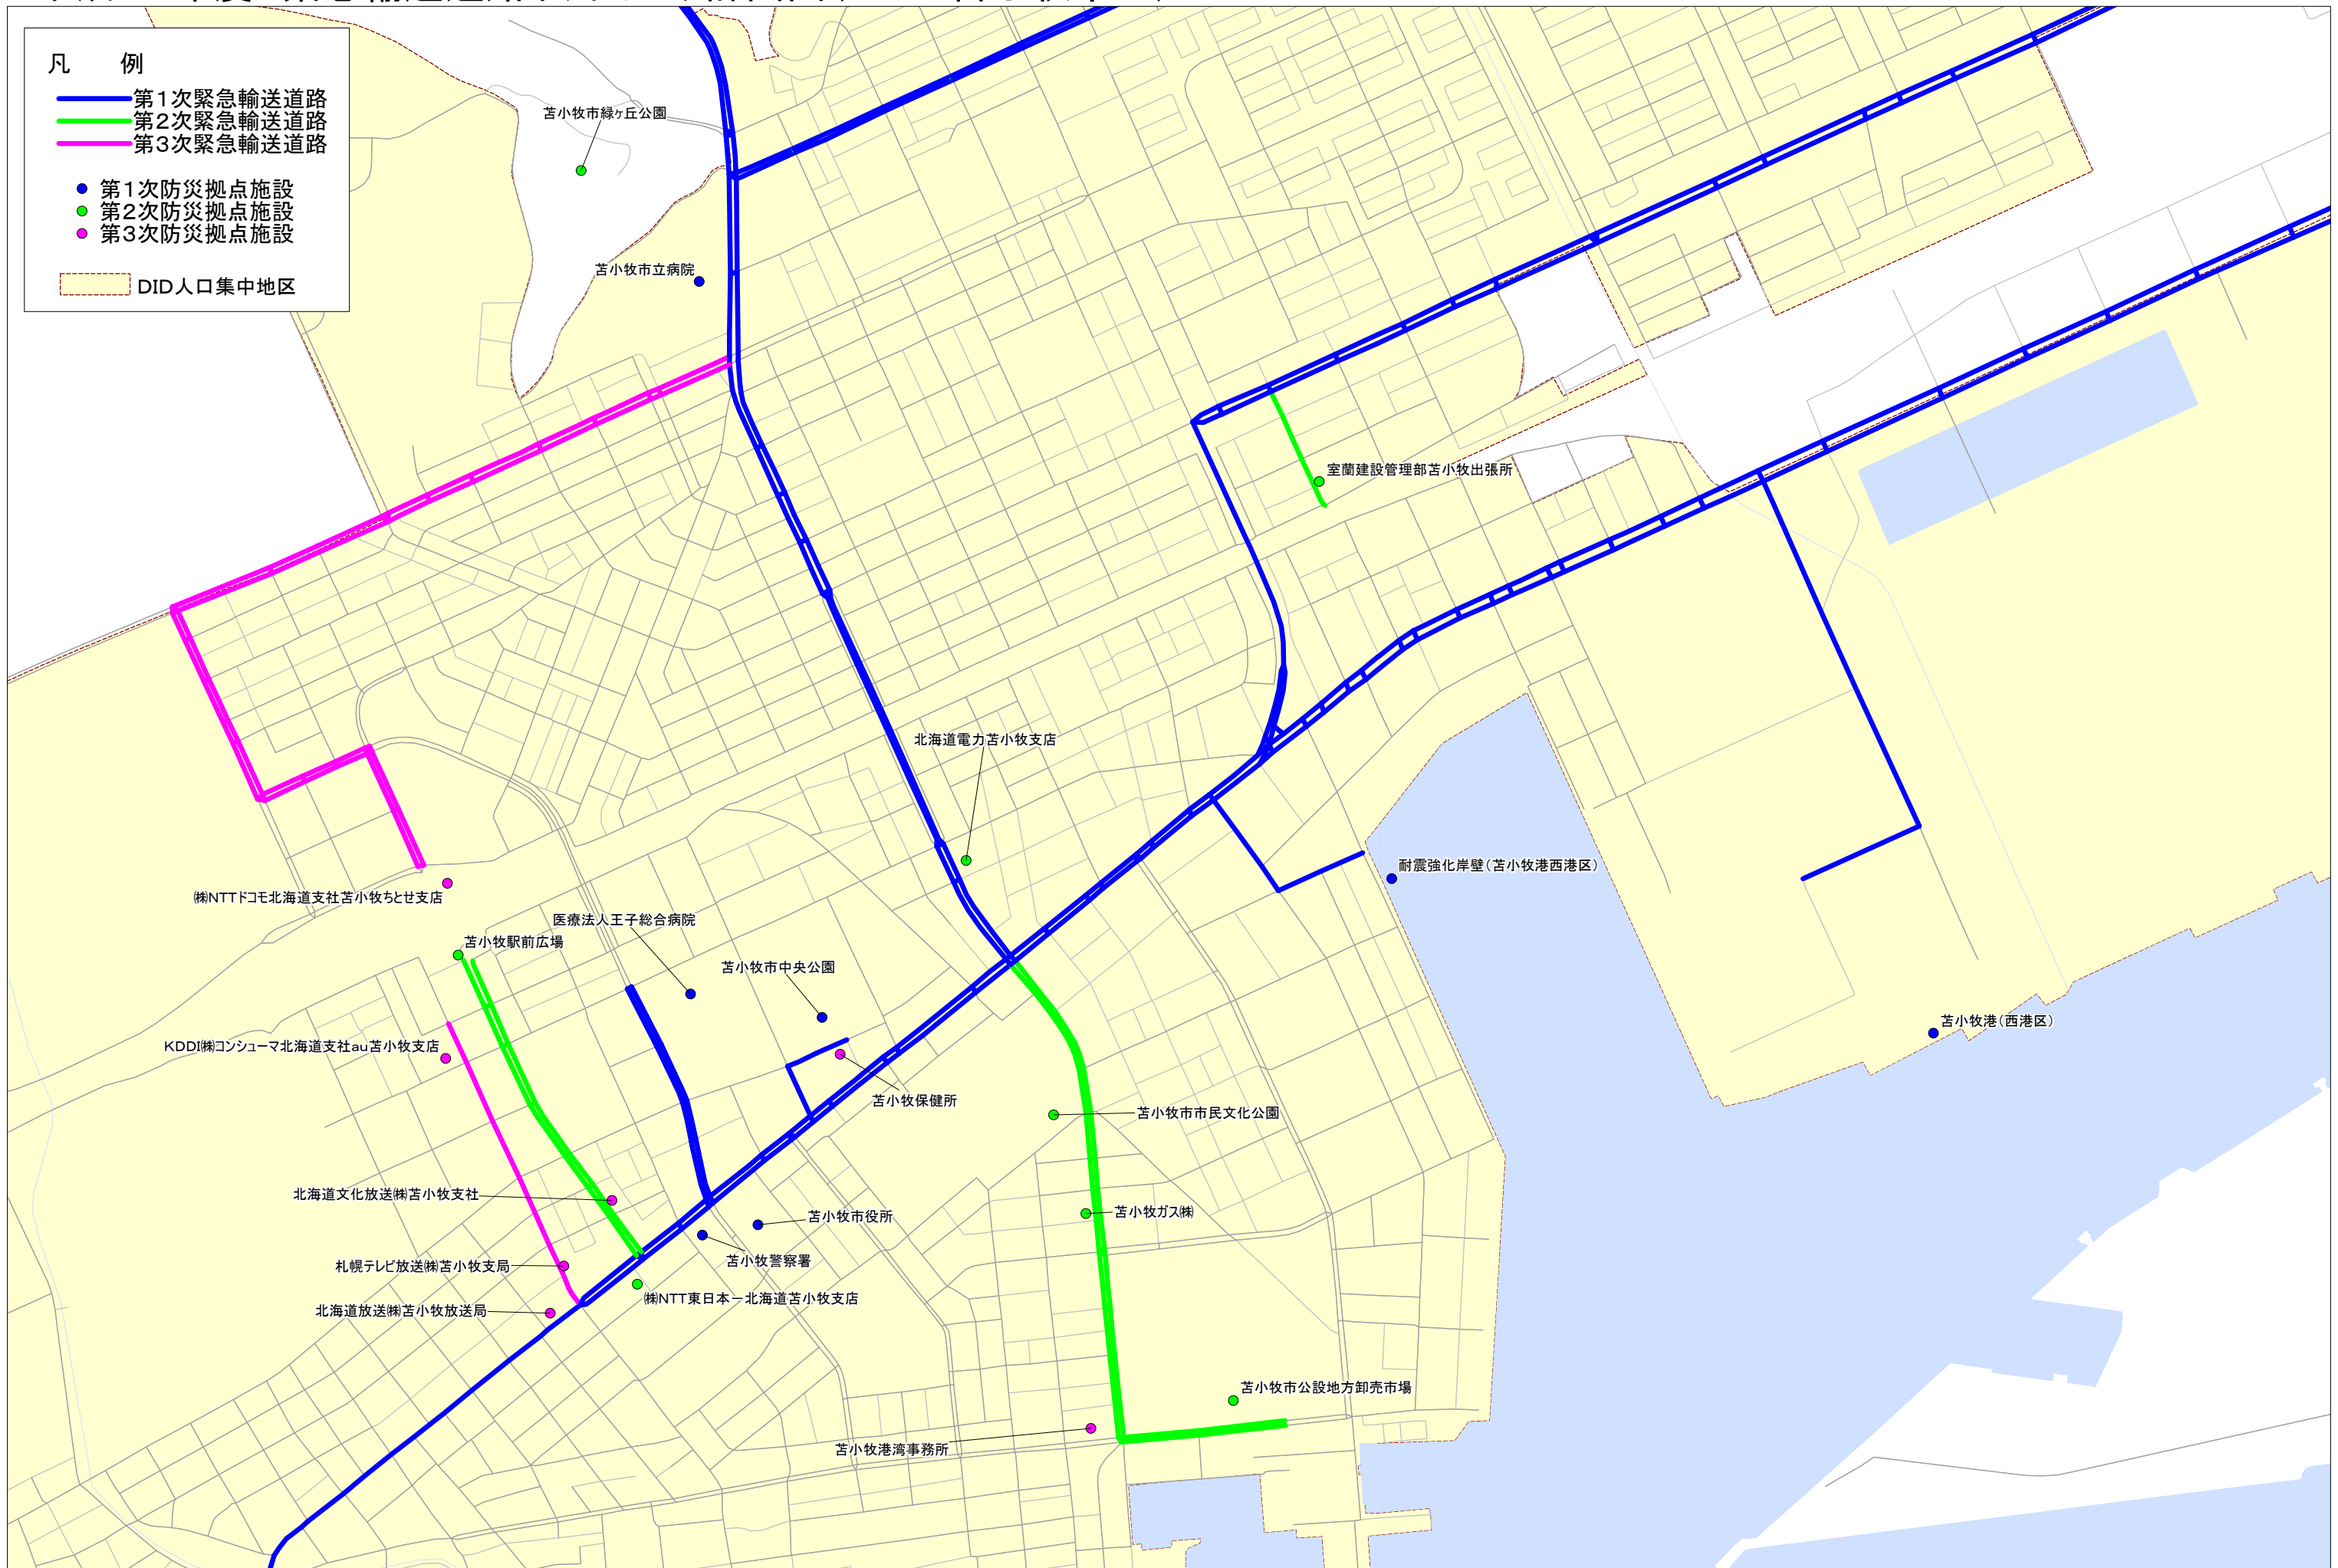 凡　例
第１次緊急輸送道路
第２次緊急輸送道路
第３次緊急輸送道路
第１次防災拠点施設
第２次防災拠点施設
第３次防災拠点施設
DID人口集中地区
苫小牧市緑ヶ丘公園
苫小牧市立病院
室蘭建設管理部苫小牧出張所
北海道電力苫小牧支店
耐震強化岸壁(苫小牧港西港区)
㈱NTTドコモ北海道支社苫小牧ちとせ支店
医療法人王子総合病院
苫小牧駅前広場
苫小牧市中央公園
苫小牧港(西港区)
KDDI㈱コンシューマ北海道支社au苫小牧支店
苫小牧保健所
苫小牧市市民文化公園
北海道文化放送㈱苫小牧支社
苫小牧市役所
苫小牧ガス㈱
苫小牧警察署
札幌テレビ放送㈱苫小牧支局
㈱NTT東日本－北海道苫小牧支店
北海道放送㈱苫小牧放送局
苫小牧市公設地方卸売市場
苫小牧港湾事務所